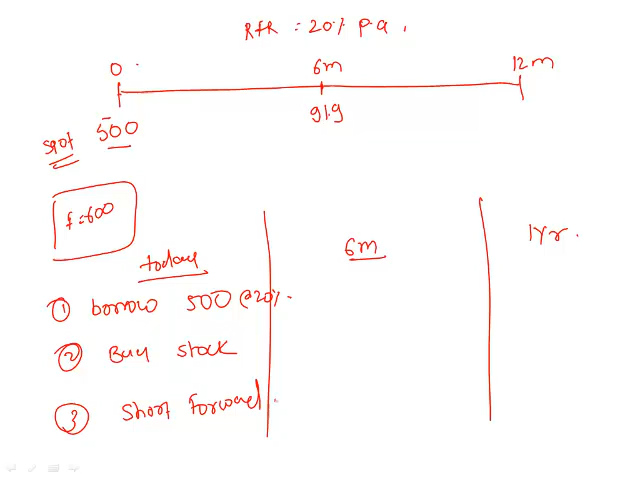 RfR = 20% p.a.
0 6m 12m
spot 500 919
f=600
today 6m 1yr.
① borrow 500 @20%.
② Buy stock
③ short forward.